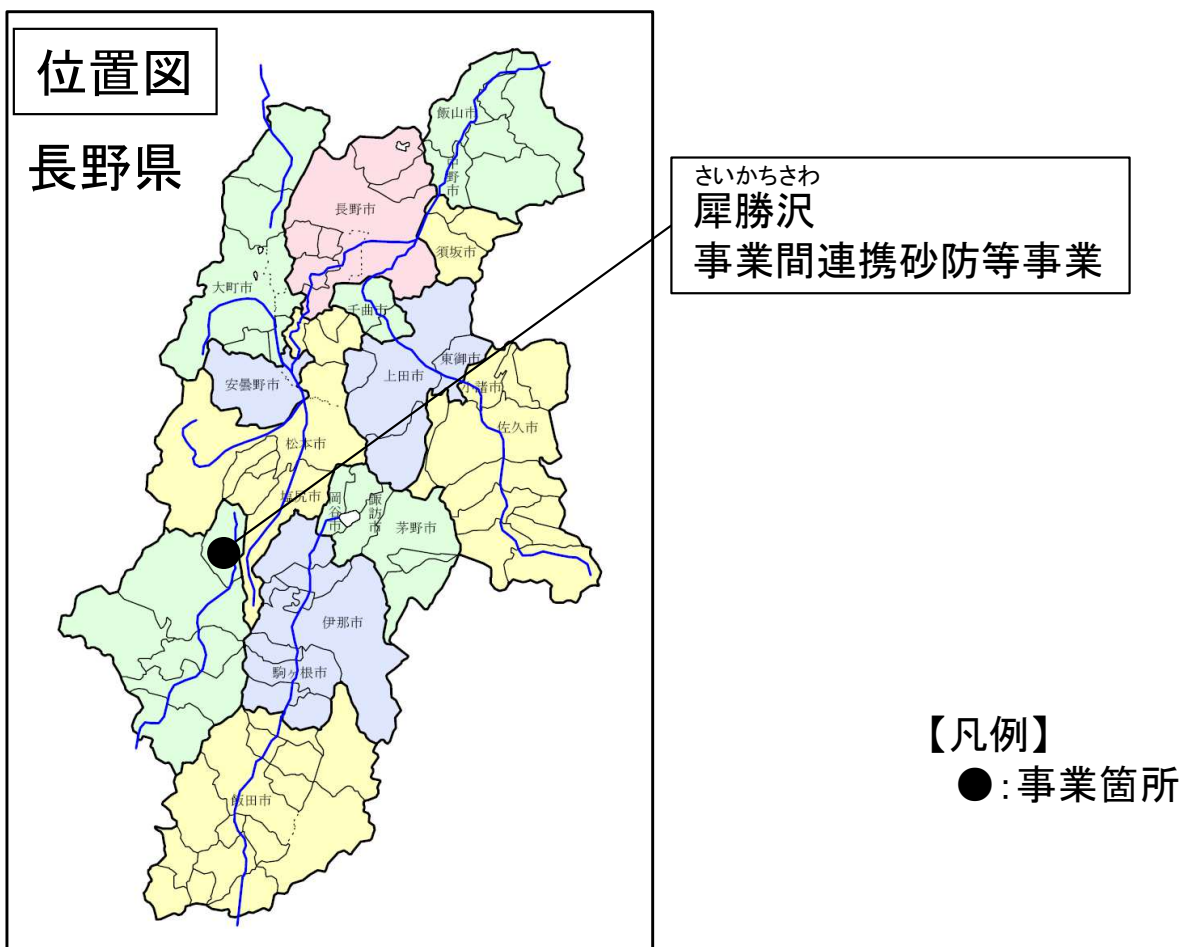 位置図
長野県
飯山市
中野市
長野市
須坂市
大町市
千曲市
東御市
上田市
小諸市
安曇野市
佐久市
松本市
塩尻市
岡谷市
諏訪市
茅野市
伊那市
駒ヶ根市
飯田市
さいかちさわ
犀勝沢
事業間連携砂防等事業
【凡例】
●:事業箇所